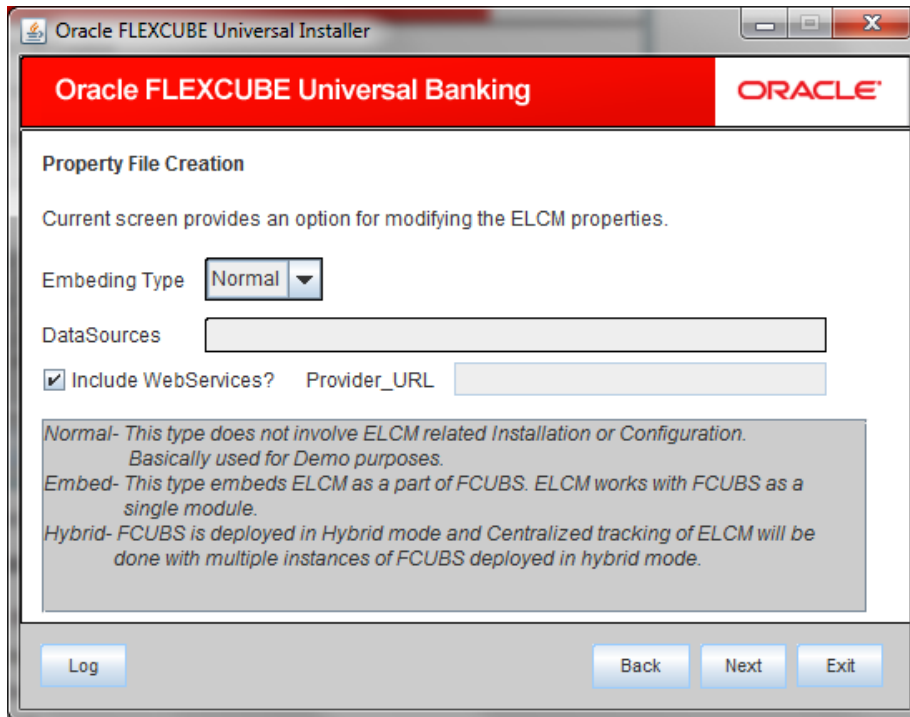 Oracle FLEXCUBE Universal Installer
X
Oracle FLEXCUBE Universal Banking
ORACLE
Property File Creation
Current screen provides an option for modifying the ELCM properties.
Embeding Type Normal
DataSources
Include WebServices? Provider_URL
Normal- This type does not involve ELCM related Installation or Configuration.
Basically used for Demo purposes.
Embed- This type embeds ELCM as a part of FCUBS. ELCM works with FCUBS as a
single module.
Hybrid- FCUBS is deployed in Hybrid mode and Centralized tracking of ELCM will be
done with multiple instances of FCUBS deployed in hybrid mode.
Log Back Next Exit